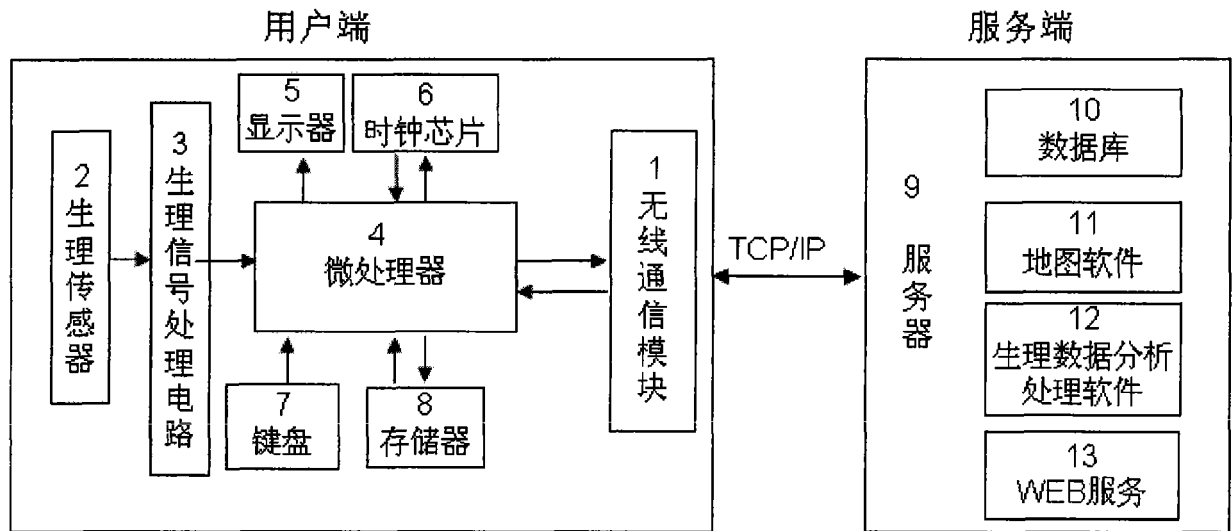 用户端
服务端
2
生
理
传
感
器
3
生
理
信
号
处
理
电
路
5
显示器
6
时钟芯片
4
微处理器
7
键盘
8
存储器
1
无
线
通
信
模
块
TCP/IP
9
服
务
器
10
数据库
11
地图软件
12
生理数据分析
处理软件
13
WEB服务